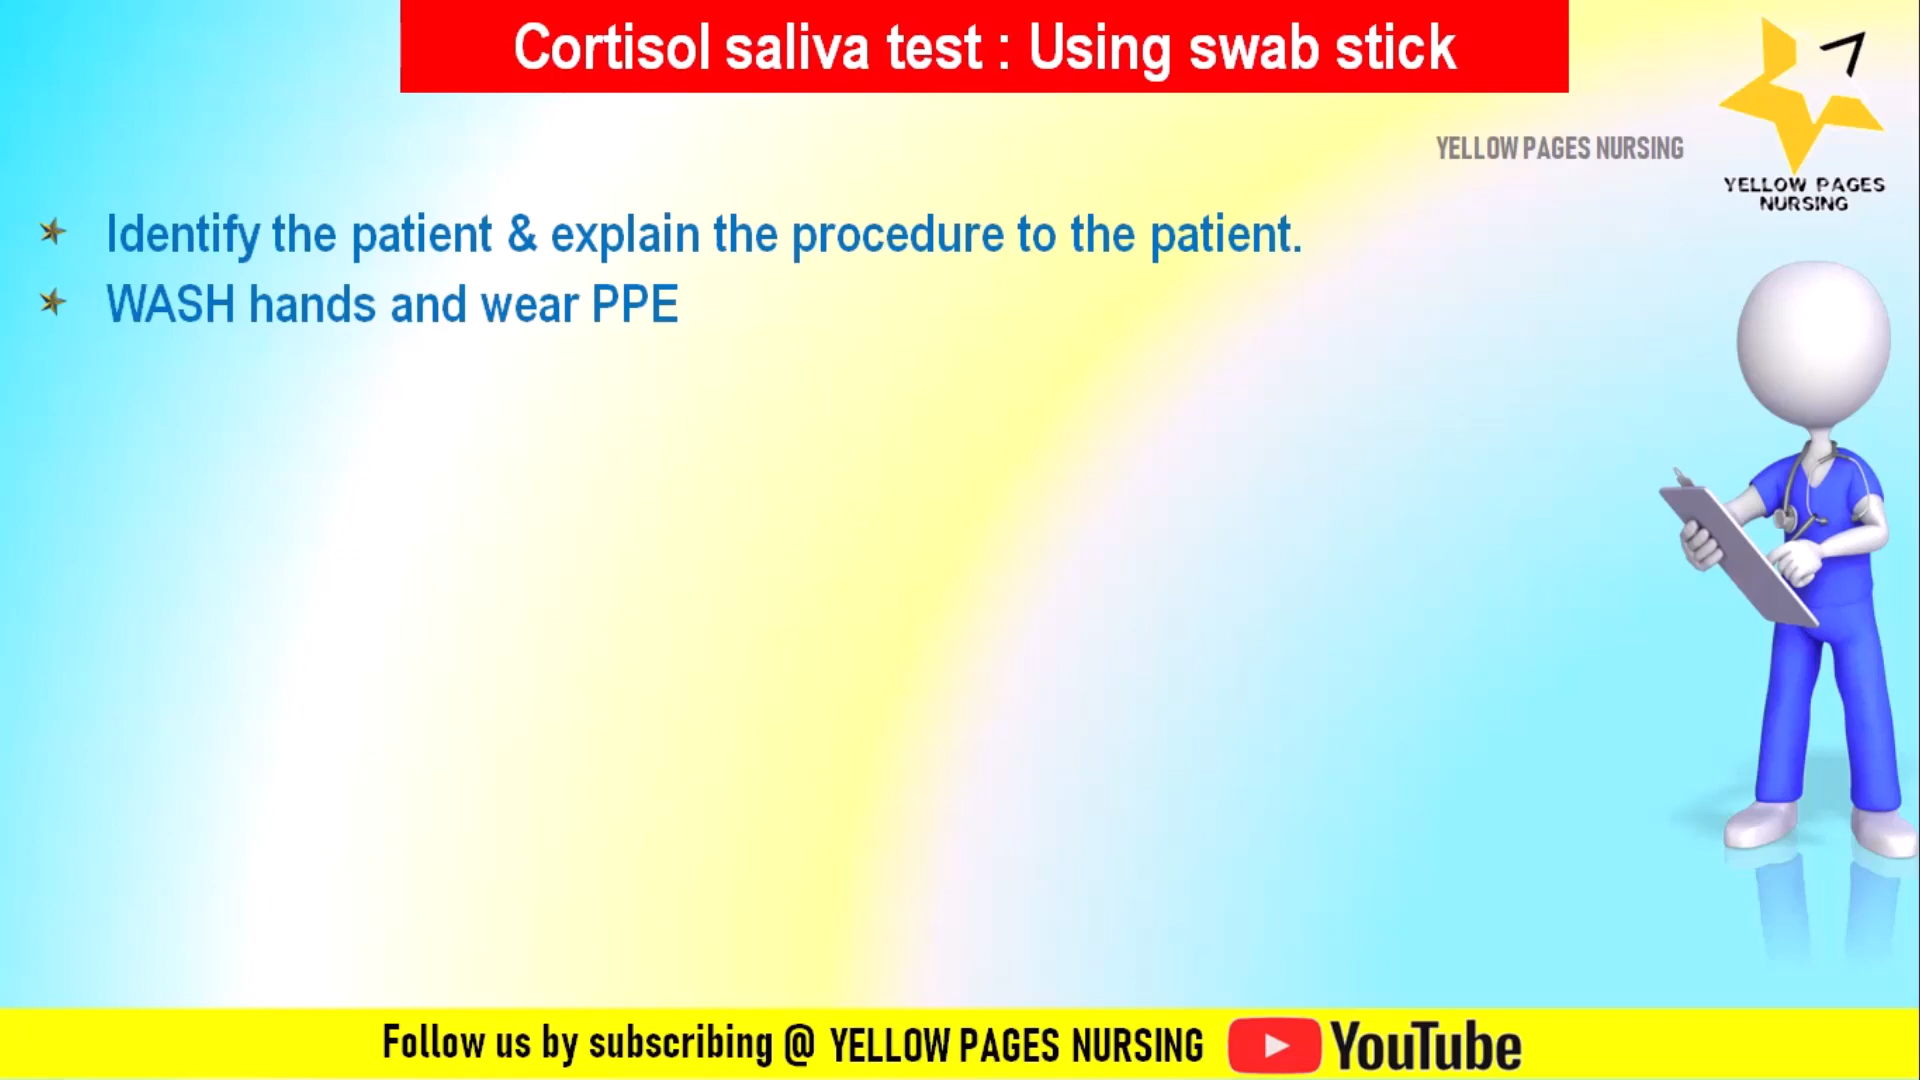 Cortisol saliva test : Using swab stick
YELLOW PAGES NURSING
YELLOW PAGES
NURSING
Identify the patient & explain the procedure to the patient.
WASH hands and wear PPE
Follow us by subscribing @ YELLOW PAGES NURSING YouTube